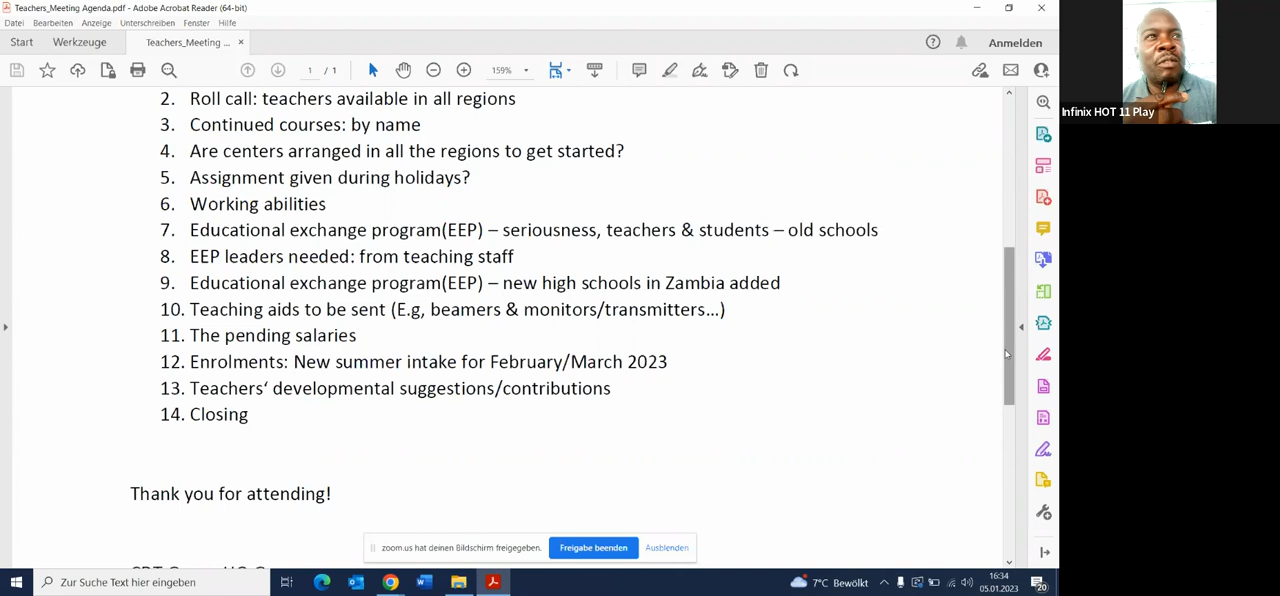 Teachers_Meeting Agenda.pdf - Adobe Acrobat Reader (64-bit)
Datei Bearbeiten Anzeige Unterschreiben Fenster Hilfe
Start Werkzeuge Teachers_Meeting ... × Anmelden
1 / 1 159%
2. Roll call: teachers available in all regions
3. Continued courses: by name
4. Are centers arranged in all the regions to get started?
5. Assignment given during holidays?
6. Working abilities
7. Educational exchange program(EEP) – seriousness, teachers & students – old schools
8. EEP leaders needed: from teaching staff
9. Educational exchange program(EEP) – new high schools in Zambia added
10. Teaching aids to be sent (E.g, beamers & monitors/transmitters...)
11. The pending salaries
12. Enrolments: New summer intake for February/March 2023
13. Teachers‘ developmental suggestions/contributions
14. Closing
Thank you for attending!
zoom.us hat deinen Bildschirm freigegeben. Freigabe beenden Ausblenden
Zur Suche Text hier eingeben
7°C Bewölkt
16:34
05.01.2023
20
Infinix HOT 11 Play